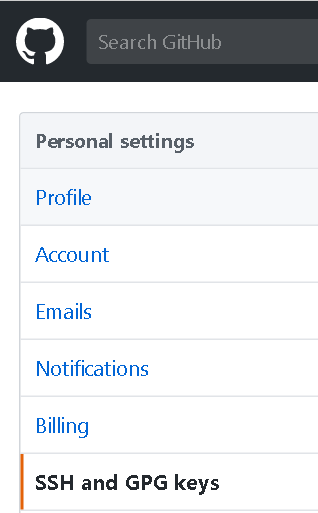 Search GitHub
Personal settings
Profile
Account
Emails
Notifications
Billing
SSH and GPG keys